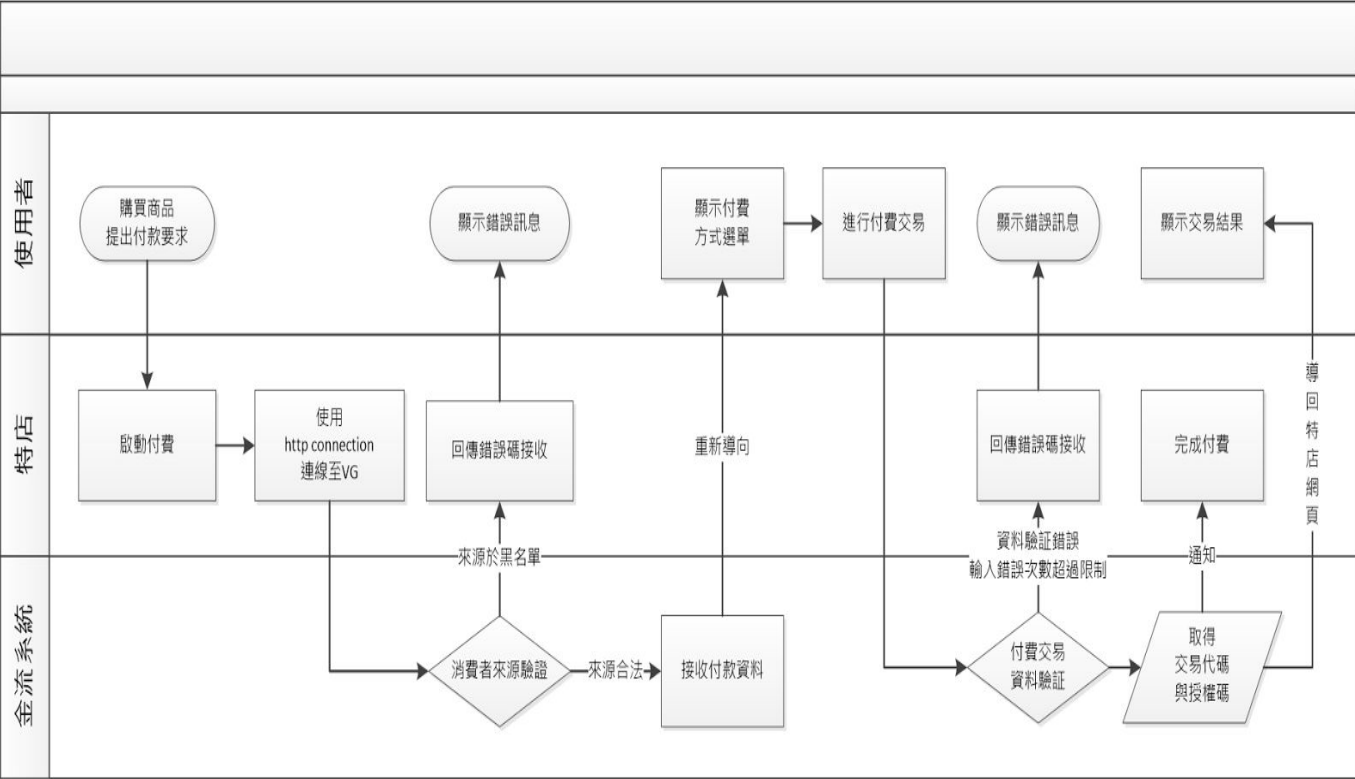 使用者
購買商品
提出付款要求
顯示錯誤訊息
顯示付費
方式選單
進行付費交易
顯示錯誤訊息
顯示交易結果
特店
啟動付費
使用
http connection
連線至VG
回傳錯誤碼接收
重新導向
回傳錯誤碼接收
完成付費
導回特店網頁
來源於黑名單
資料驗証錯誤
輸入錯誤次數超過限制
通知
金流系統
消費者來源驗證
來源合法
接收付款資料
付費交易
資料驗証
取得
交易代碼
與授權碼